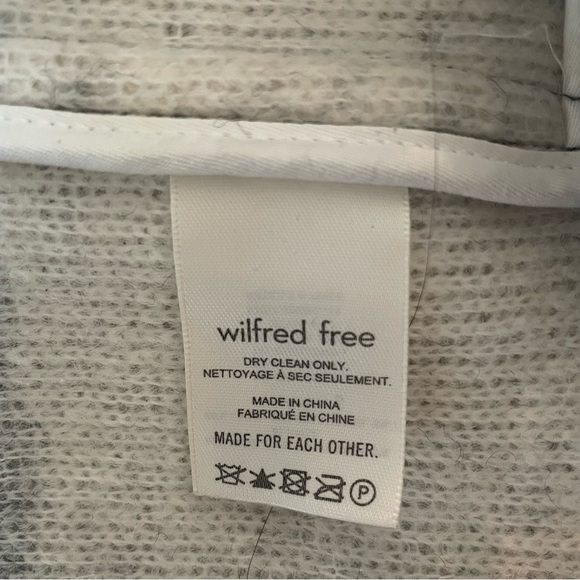 wilfred free
DRY CLEAN ONLY.
NETTOYAGE À SEC SEULEMENT.
MADE IN CHINA
FABRIQUÉ EN CHINE
MADE FOR EACH OTHER.
P